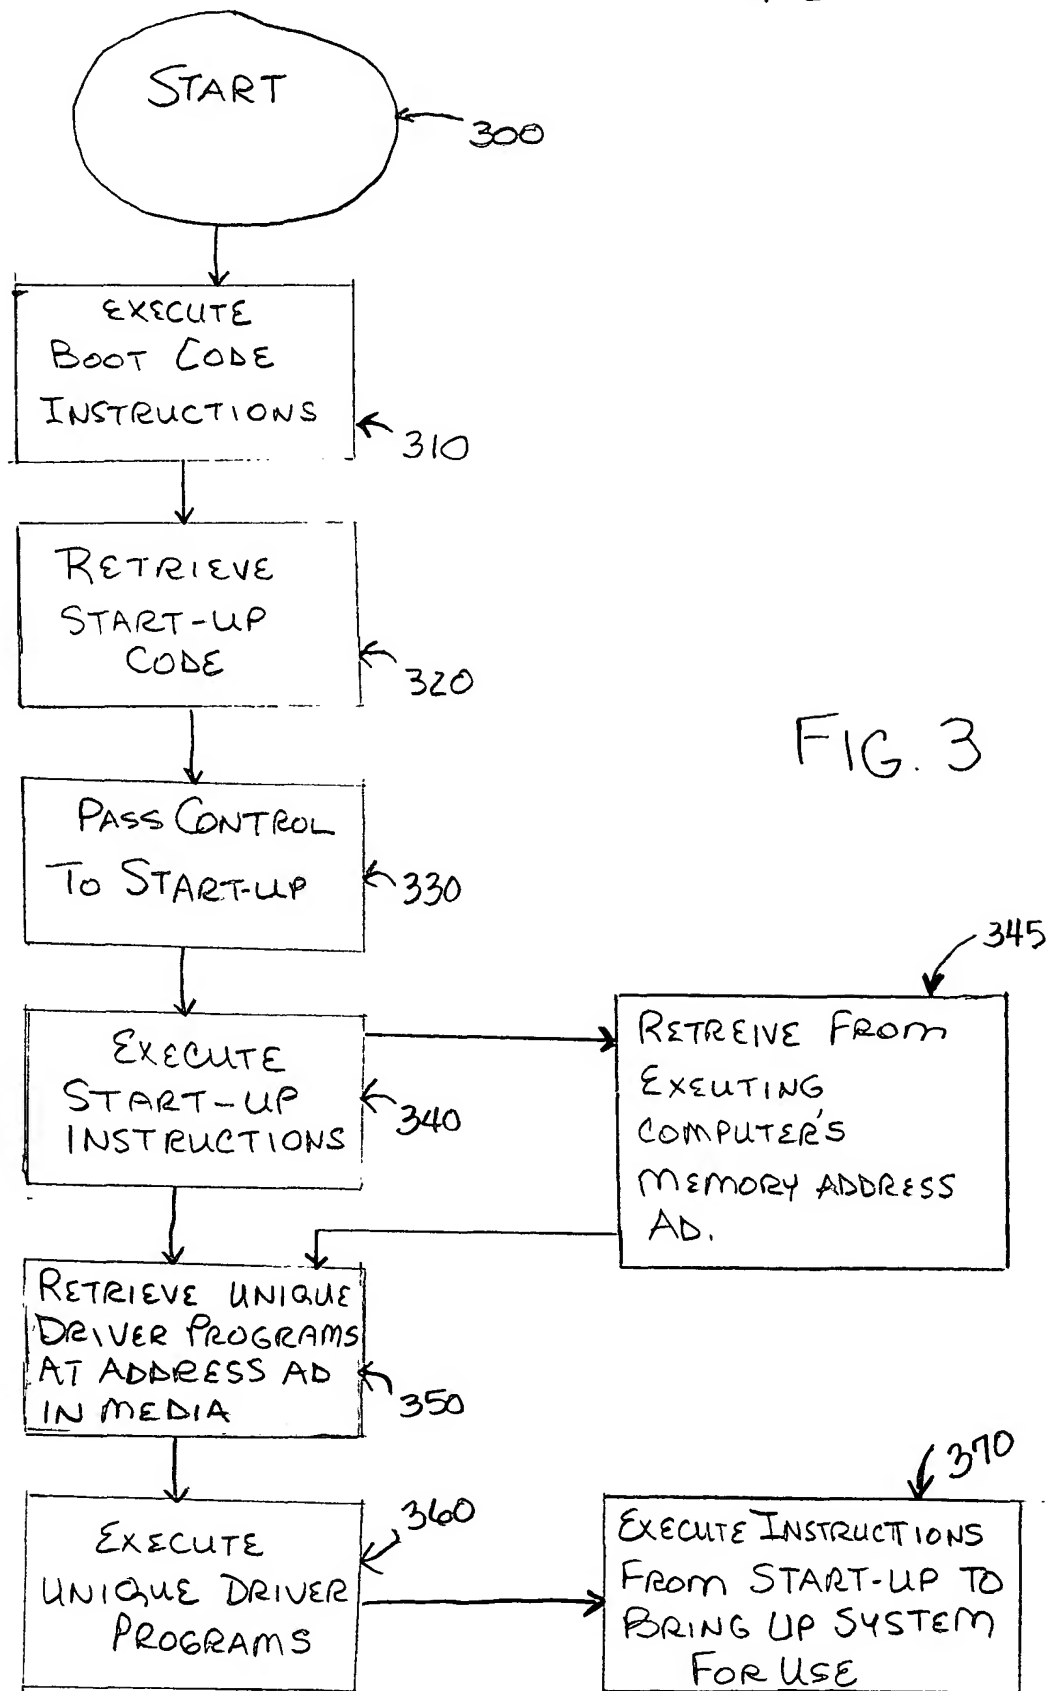 START
300
EXECUTE
BOOT CODE
INSTRUCTIONS
310
RETRIEVE
START-UP
CODE
320
FIG. 3
PASS CONTROL
TO START-UP
330
345
EXECUTE
START-UP
INSTRUCTIONS
340
RETREIVE FROM
EXEUTING
COMPUTER'S
MEMORY ADDRESS
AD.
RETRIEVE UNIQUE
DRIVER PROGRAMS
AT ADDRESS AD
IN MEDIA
350
EXECUTE
UNIQUE DRIVER
PROGRAMS
360
370
EXECUTE INSTRUCTIONS
FROM START-UP TO
BRING UP SYSTEM
FOR USE